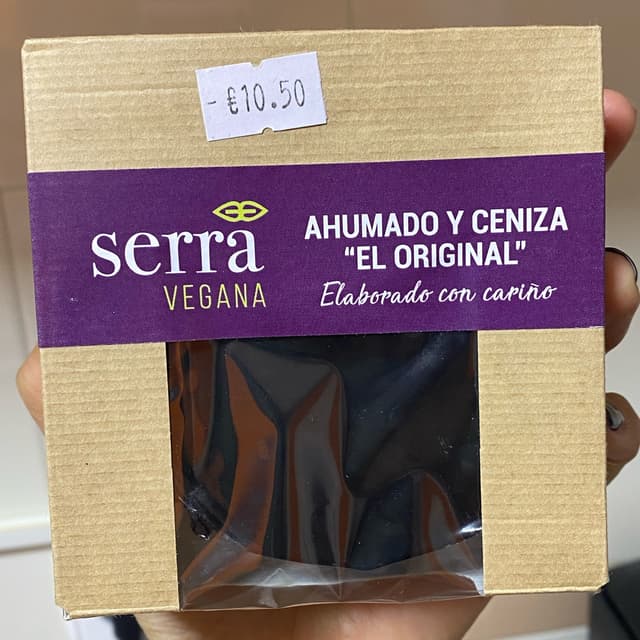 -€10.50
serra
VEGANA
AHUMADO Y CENIZA
"EL ORIGINAL"
Elaborado con cariño